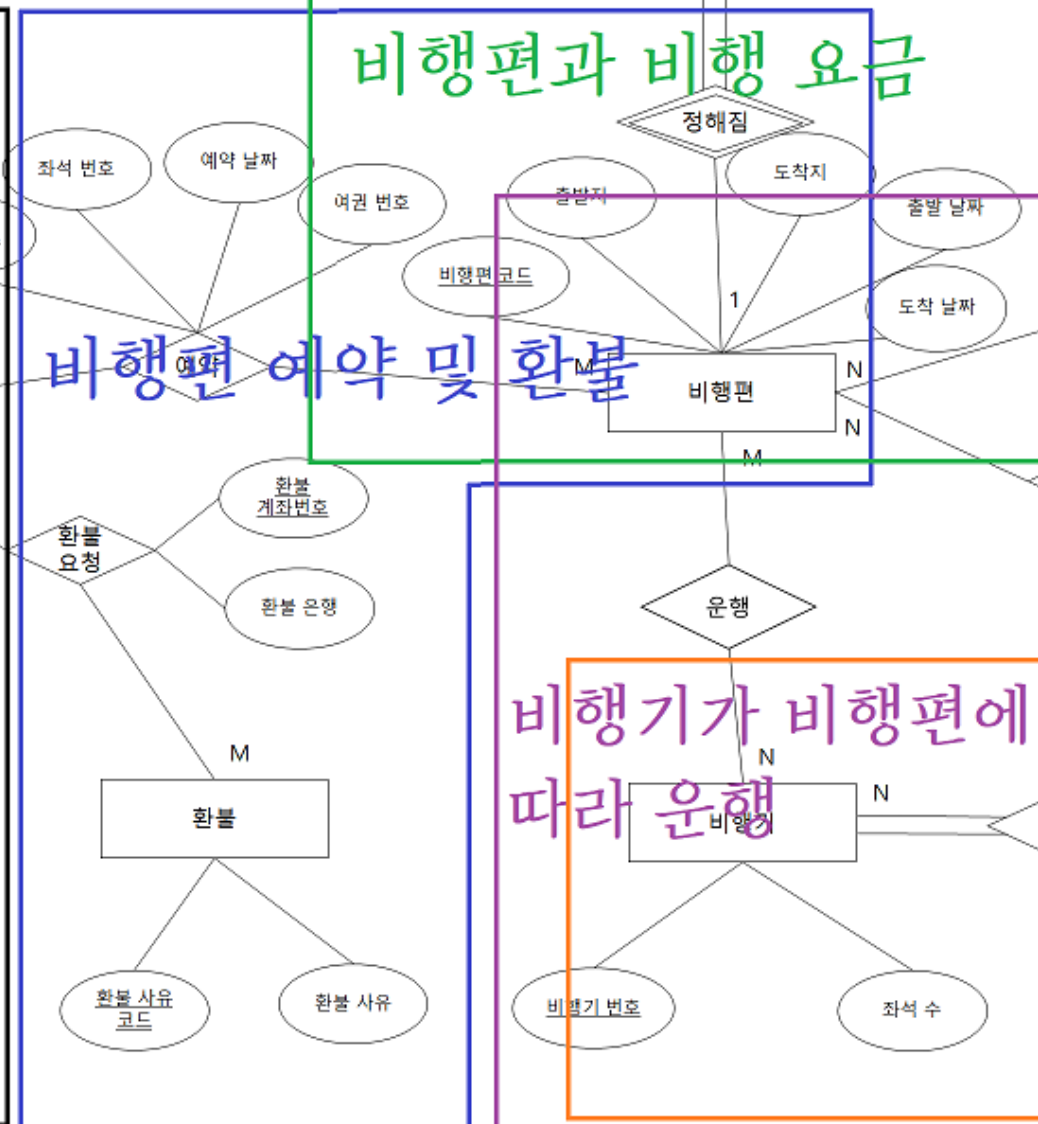 비행편과 비행 요금
정해짐
좌석 번호
예약 날짜
여권 번호
출발지
도착지
출발 날짜
비행편 코드
도착 날짜
1
비행편 예약 및 환불
예약
M
비행편
N
N
M
환불
계좌번호
환불
요청
환불 은행
운행
비행기가 비행편에
따라 운행
M
N
N
환불
비행기
환불 사유
코드
환불 사유
비행기 번호
좌석 수